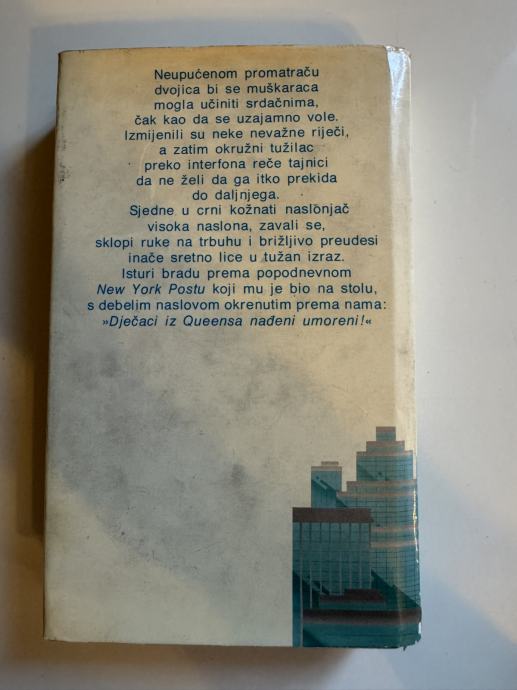 Neupućenom promatraču
dvojica bi se muškaraca
mogla učiniti srdačnima,
čak kao da se uzajamno vole.
Izmijenili su neke nevažne riječi,
a zatim okružni tužilac
preko interfona reče tajnici
da ne želi da ga itko prekida
do daljnjega.
Sjedne u crni kožnati naslonjač
visoka naslona, zavali se,
sklopi ruke na trbuhu i brižljivo preudesi
inače sretno lice u tužan izraz.
Isturi bradu prema popodnevnom
New York Postu koji mu je bio na stolu,
s debelim naslovom okrenutim prema nama:
»Dječaci iz Queensa nađeni umoreni!«